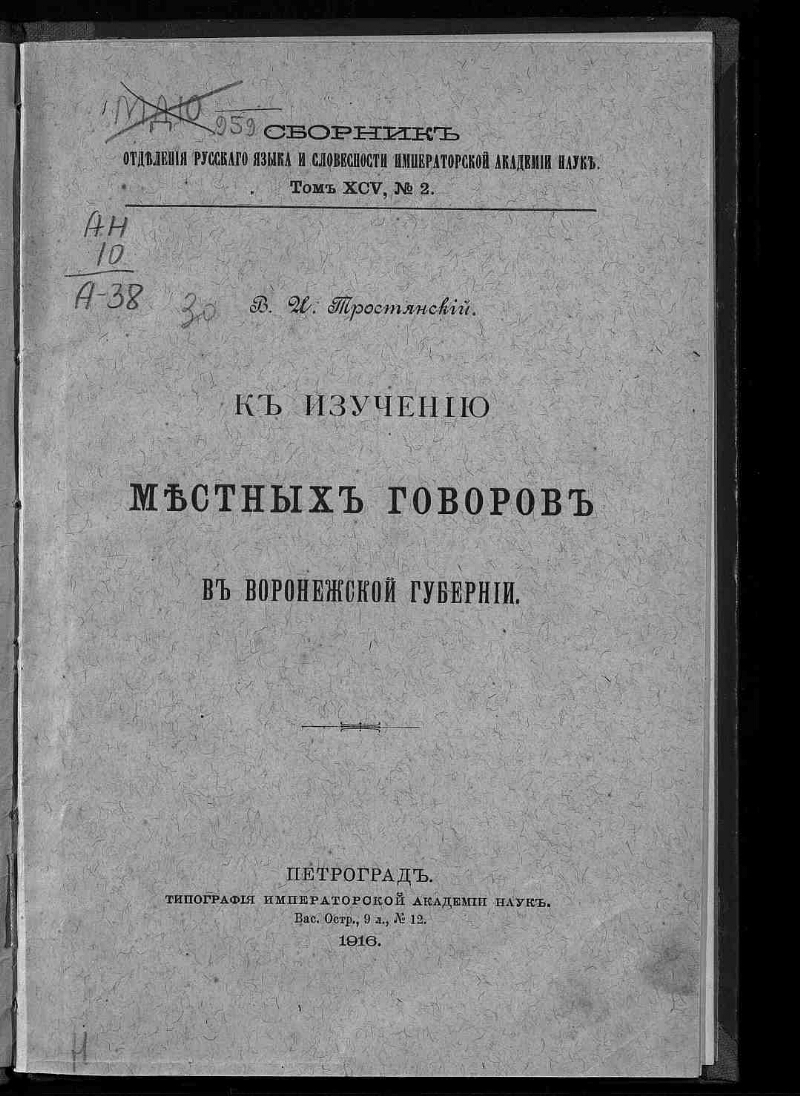 959
СБОРНИКЪ
ОТДѢЛЕНІЯ РУССКАГО ЯЗЫКА И СЛОВЕСНОСТИ ИМПЕРАТОРСКОЙ АКАДЕМІИ НАУКЪ.
Томъ XCV, № 2.
АН
10
А-38
30
В. И. Тростянскій.
КЪ ИЗУЧЕНІЮ
МѢСТНЫХЪ ГОВОРОВЪ
ВЪ ВОРОНЕЖСКОЙ ГУБЕРНІИ.
ПЕТРОГРАДЪ.
ТИПОГРАФІЯ ИМПЕРАТОРСКОЙ АКАДЕМІИ НАУКЪ.
Вас. Остр., 9 л., № 12.
1916.